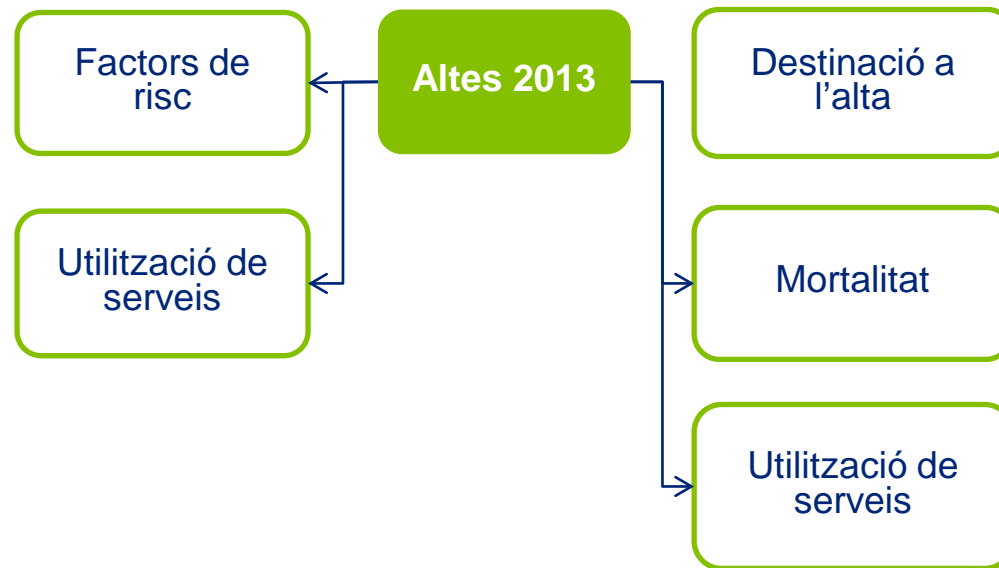 Factors de
risc
Altes 2013
Destinació a
l’alta
Utilització de
serveis
Mortalitat
Utilització de
serveis